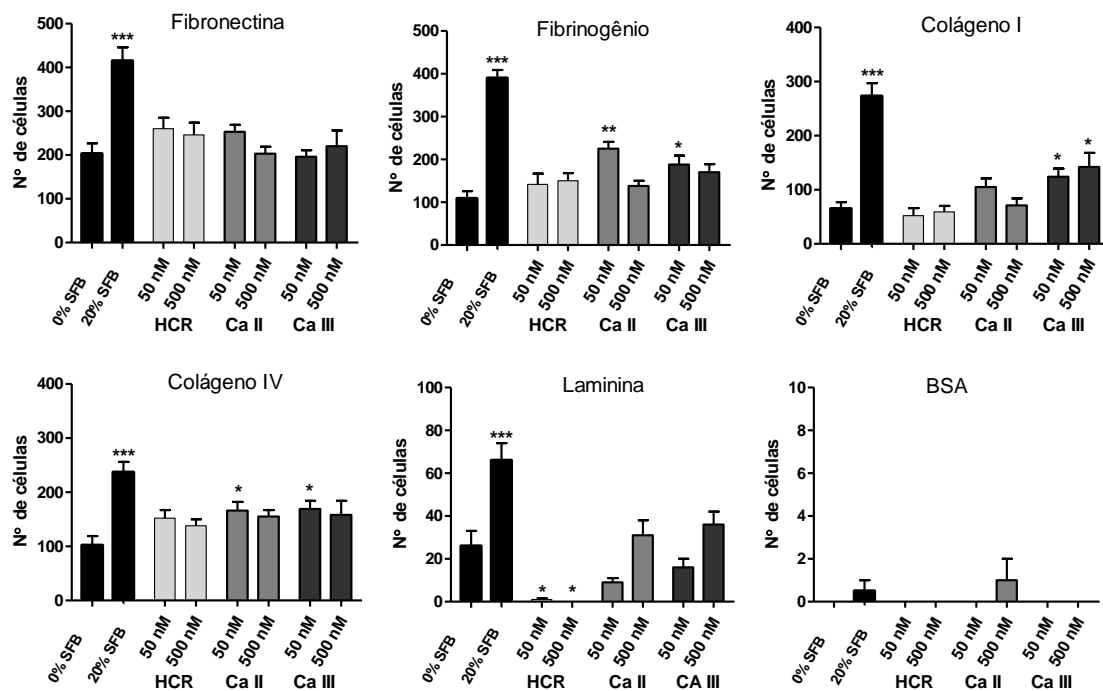 Fibronectina
Nº de células
500
400
300
200
100
0
***
0% SFB
20% SFB
50 nM
500 nM
50 nM
500 nM
50 nM
500 nM
HCR
Ca II
Ca III
Fibrinogênio
Nº de células
500
400
300
200
100
0
***
**
*
0% SFB
20% SFB
50 nM
500 nM
50 nM
500 nM
50 nM
500 nM
HCR
Ca II
Ca III
Colágeno I
Nº de células
400
300
200
100
0
***
*
*
0% SFB
20% SFB
50 nM
500 nM
50 nM
500 nM
50 nM
500 nM
HCR
Ca II
Ca III
Colágeno IV
Nº de células
400
300
200
100
0
***
*
*
0% SFB
20% SFB
50 nM
500 nM
50 nM
500 nM
50 nM
500 nM
HCR
Ca II
Ca III
Laminina
Nº de células
100
80
60
40
20
0
***
*
*
0% SFB
20% SFB
50 nM
500 nM
50 nM
500 nM
50 nM
500 nM
HCR
Ca II
CA III
BSA
Nº de células
10
8
6
4
2
0
0% SFB
20% SFB
50 nM
500 nM
50 nM
500 nM
50 nM
500 nM
HCR
Ca II
Ca III